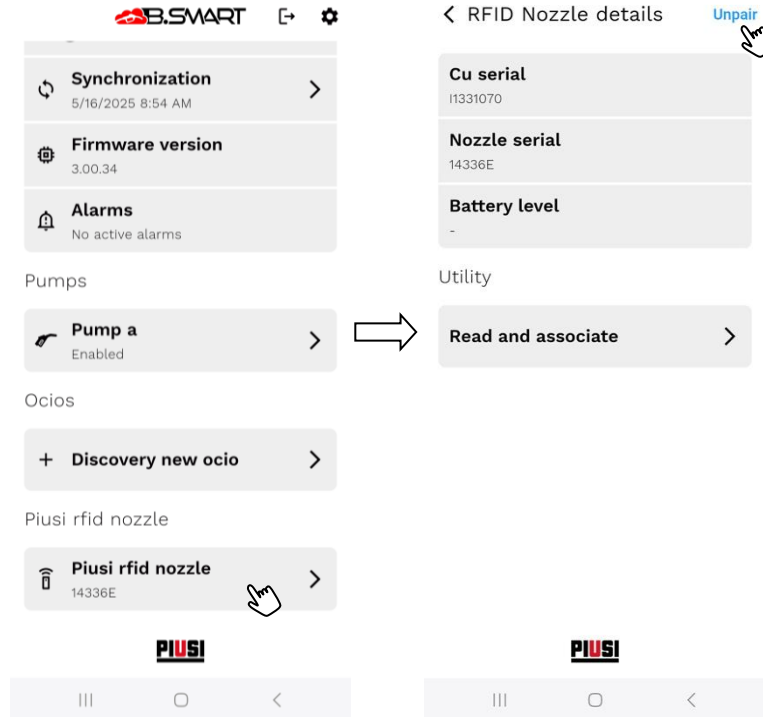 B.SMART
Synchronization
5/16/2025 8:54 AM
Firmware version
3.00.34
Alarms
No active alarms
Pumps
Pump a
Enabled
Ocios
Discovery new ocio
Piusi rfid nozzle
Piusi rfid nozzle
14336E
PIUSI
RFID Nozzle details
Unpair
Cu serial
I1331070
Nozzle serial
14336E
Battery level
-
Utility
Read and associate
PIUSI